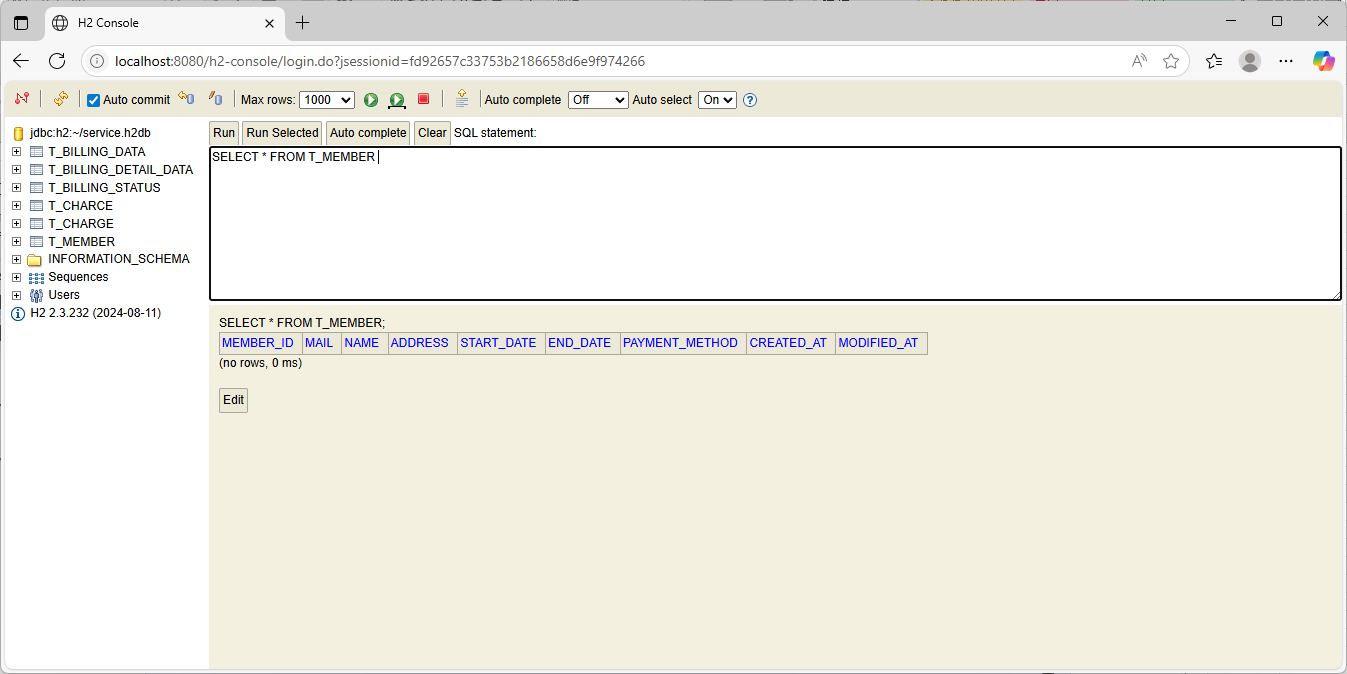 H2 Console
localhost:8080/h2-console/login.do?jsessionid=fd92657c33753b2186658d6e9f974266
Auto commit Max rows: 1000 Auto complete Off Auto select On
jdbc:h2:~/service.h2db
T_BILLING_DATA
T_BILLING_DETAIL_DATA
T_BILLING_STATUS
T_CHARCE
T_CHARGE
T_MEMBER
INFORMATION_SCHEMA
Sequences
Users
H2 2.3.232 (2024-08-11)
Run Run Selected Auto complete Clear SQL statement:
SELECT * FROM T_MEMBER
SELECT * FROM T_MEMBER;
MEMBER_ID MAIL NAME ADDRESS START_DATE END_DATE PAYMENT_METHOD CREATED_AT MODIFIED_AT
(no rows, 0 ms)
Edit